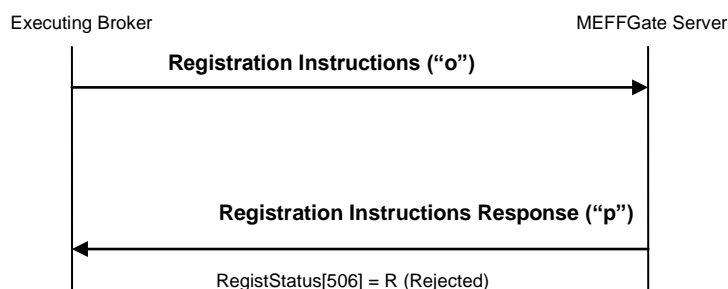 Executing Broker
MEFFGate Server
Registration Instructions (“o”)
Registration Instructions Response (“p”)
RegistStatus[506] = R (Rejected)